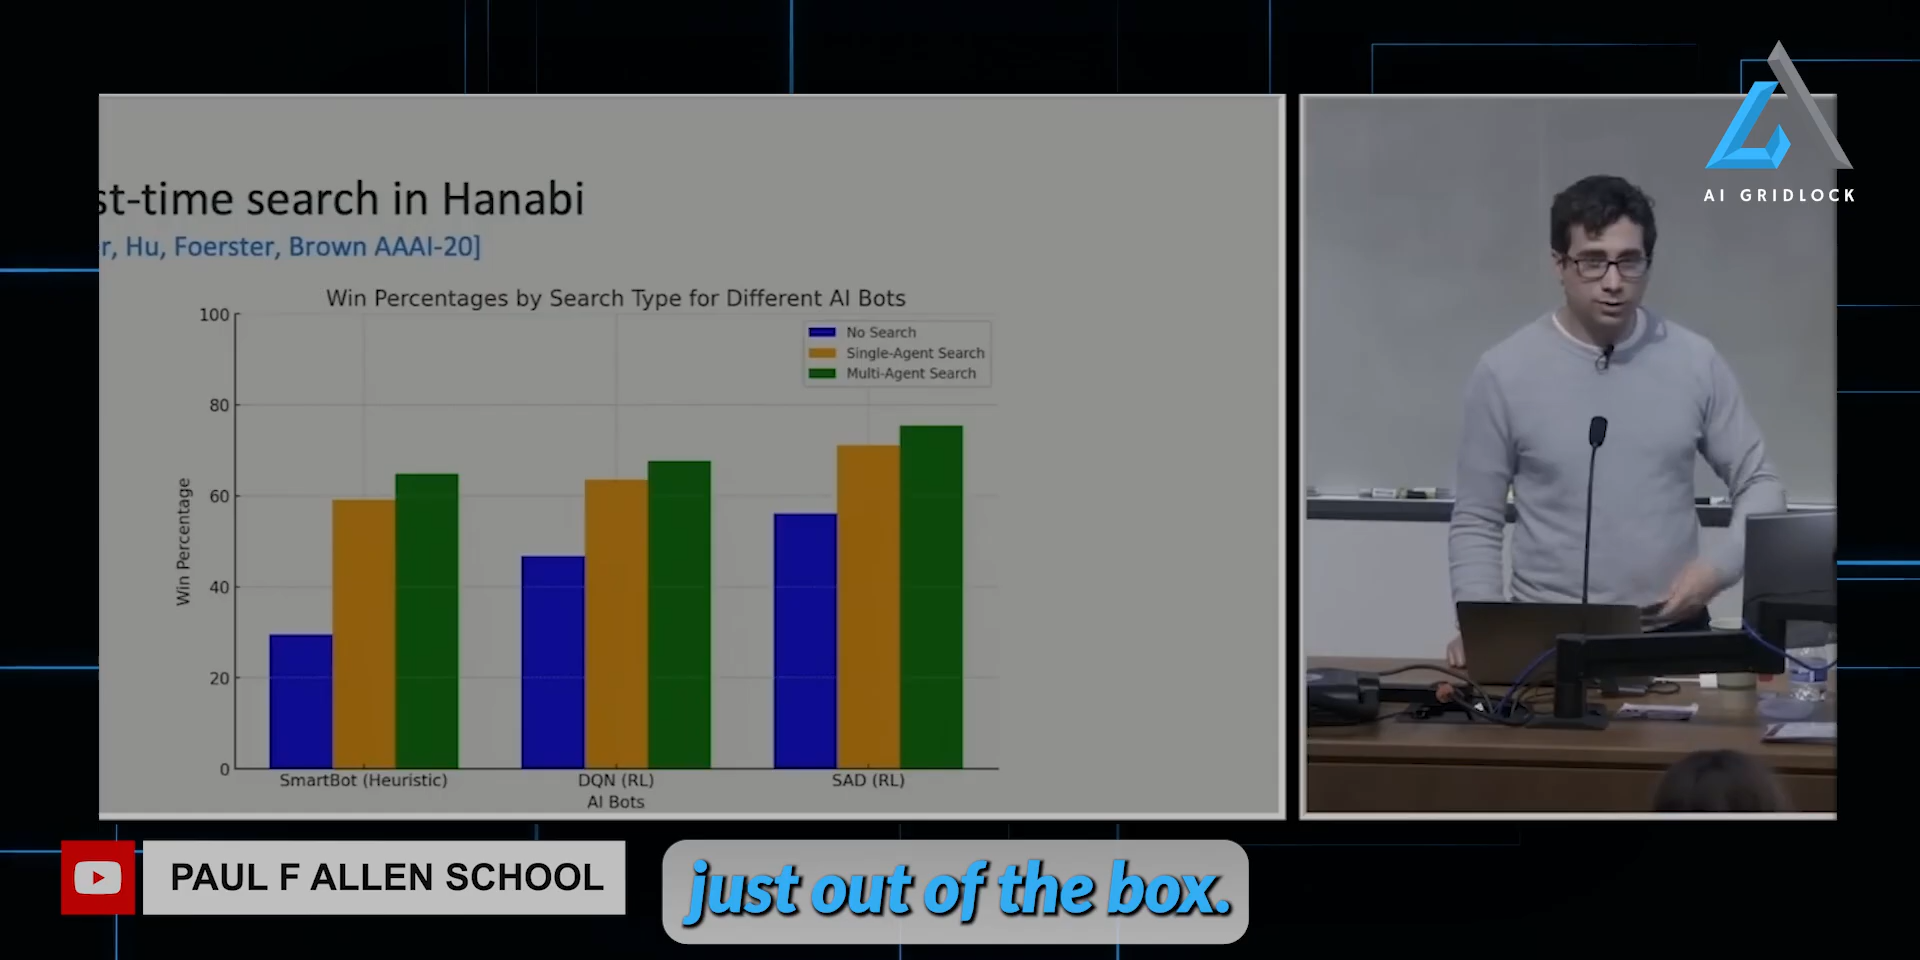 st-time search in Hanabi
r, Hu, Foerster, Brown AAAI-20]
Win Percentages by Search Type for Different AI Bots
No Search
Single-Agent Search
Multi-Agent Search
Win Percentage
100
80
60
40
20
0
SmartBot (Heuristic)
DQN (RL)
SAD (RL)
AI Bots
AI GRIDLOCK
PAUL F ALLEN SCHOOL
just out of the box.